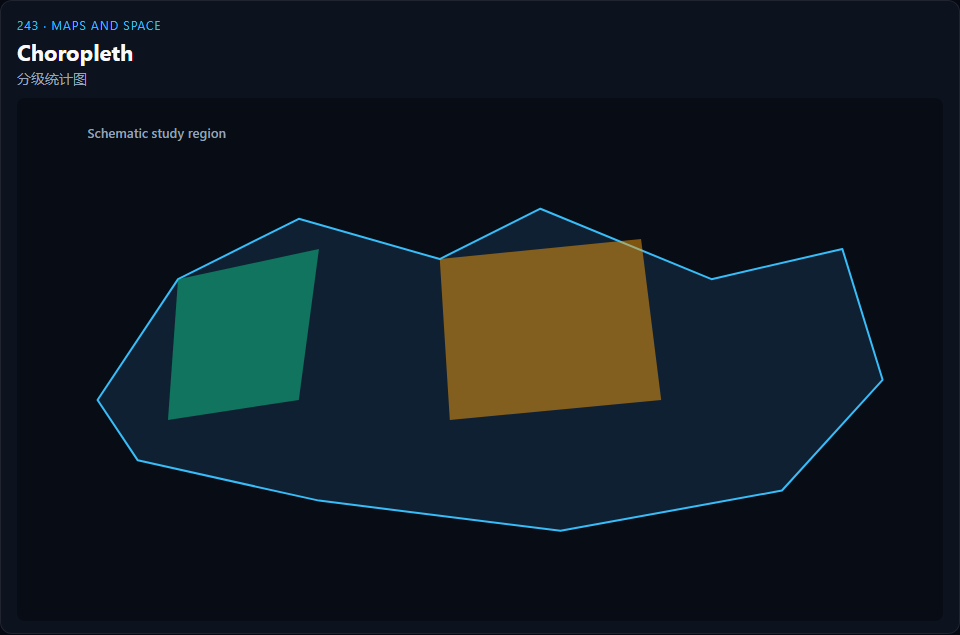 243 · MAPS AND SPACE
Choropleth
分级统计图
Schematic study region